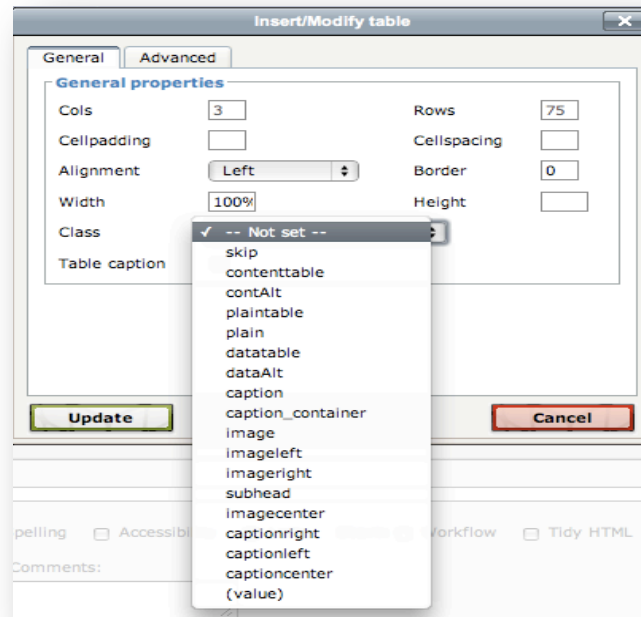 Insert/Modify table
General Advanced
General properties
Cols 3 Rows 75
Cellpadding Cellspacing
Alignment Left Border 0
Width 100% Height
Class ✓ -- Not set --
skip
Table caption
contenttable
contAlt
plaintable
plain
datatable
dataAlt
caption
caption_container
Update Cancel
image
imageleft
imageright
subhead
imagecenter
pelling Accessibi orkflow Tidy HTML
captionright
captionleft
Comments:
captioncenter
(value)